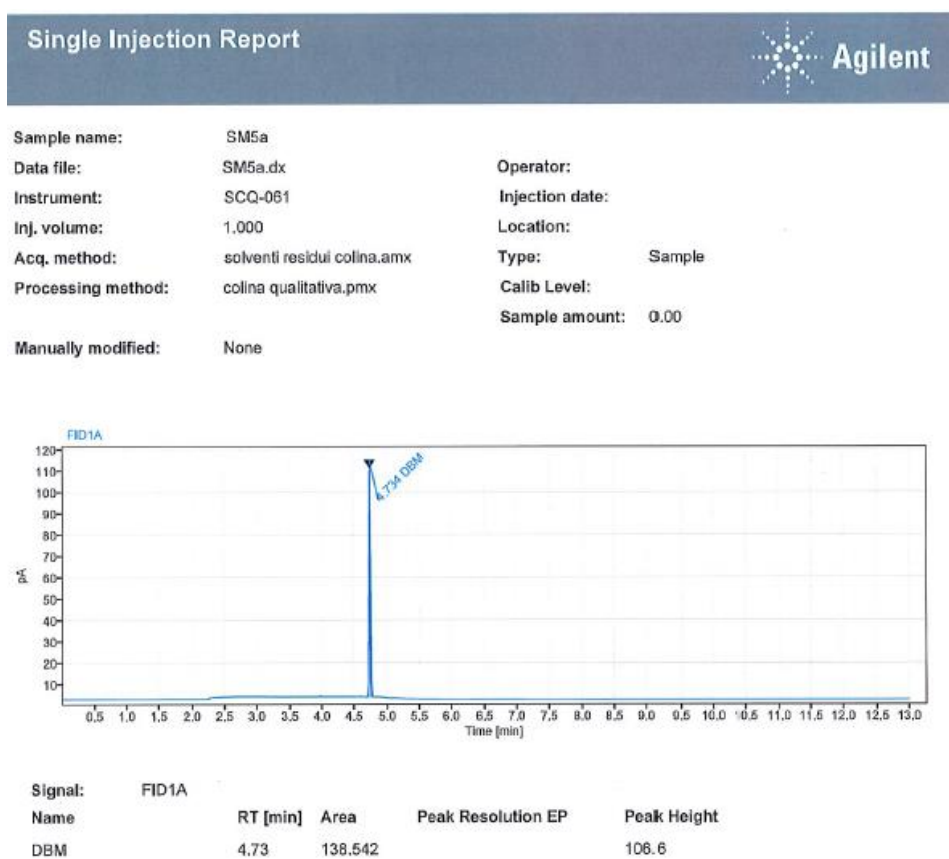 Single Injection Report
Agilent
Sample name: SM5a
Data file: SM5a.dx Operator:
Instrument: SCQ-061 Injection date:
Inj. volume: 1.000 Location:
Acq. method: solventi residui colina.amx Type: Sample
Processing method: colina qualitativa.pmx Calib Level:
Sample amount: 0.00
Manually modified: None
FID1A
120
110
100
90
80
70
60
50
40
30
20
10
pA
4.734 DBM
0,5 1,0 1,5 2,0 2,5 3,0 3,5 4,0 4,5 5,0 5,5 6,0 6,5 7,0 7,5 8,0 8,5 9,0 9,5 10,0 10,5 11,0 11,5 12,0 12,5 13,0
Time [min]
Signal: FID1A
Name RT [min] Area Peak Resolution EP Peak Height
DBM 4.73 138.542 106.6